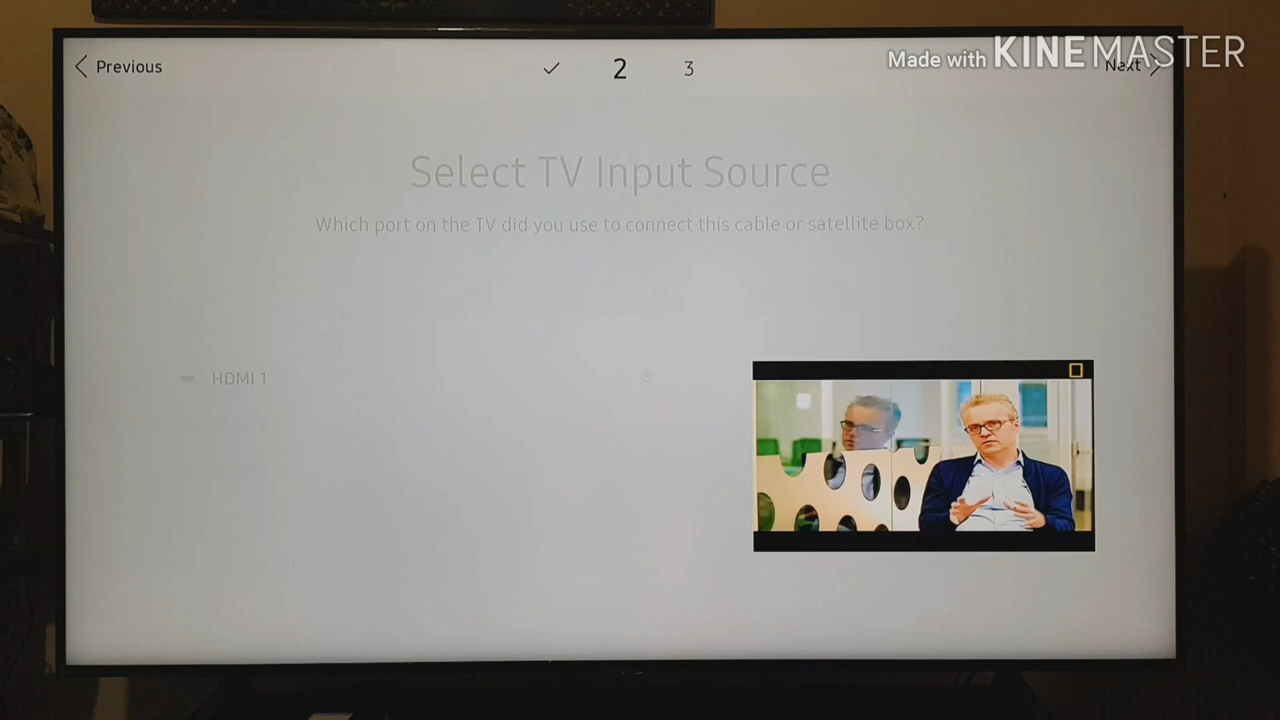 Previous
2
3
Made with KINEMASTER
Next
Select TV Input Source
Which port on the TV did you use to connect this cable or satellite box?
HDMI 1